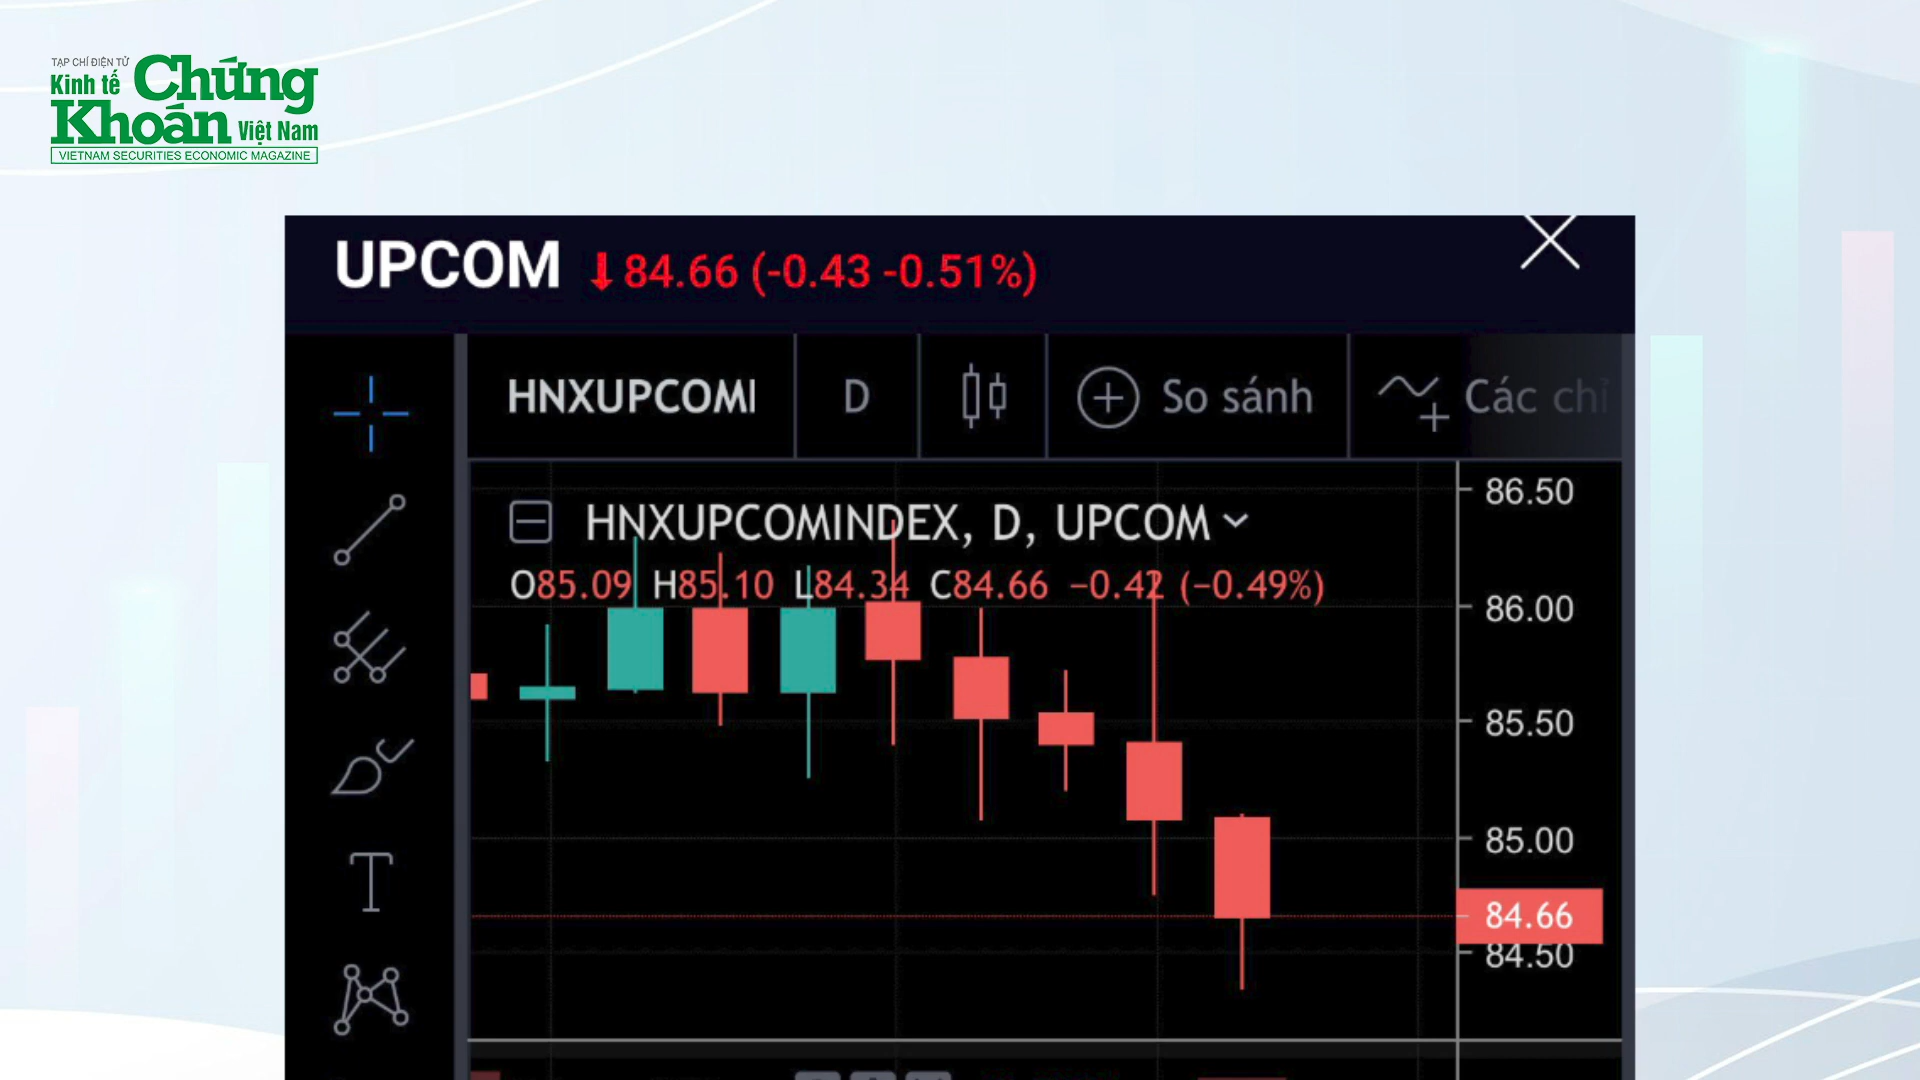 TẠP CHÍ ĐIỆN TỬ
Kinh tế Chứng
Khoán Việt Nam
VIETNAM SECURITIES ECONOMIC MAGAZINE
UPCOM 84.66 (-0.43 -0.51%)
HNXUPCOMI D So sánh Các chỉ
HNXUPCOMINDEX, D, UPCOM
O85.09 H85.10 L84.34 C84.66 −0.42 (−0.49%)
86.50
86.00
85.50
85.00
84.66
84.50